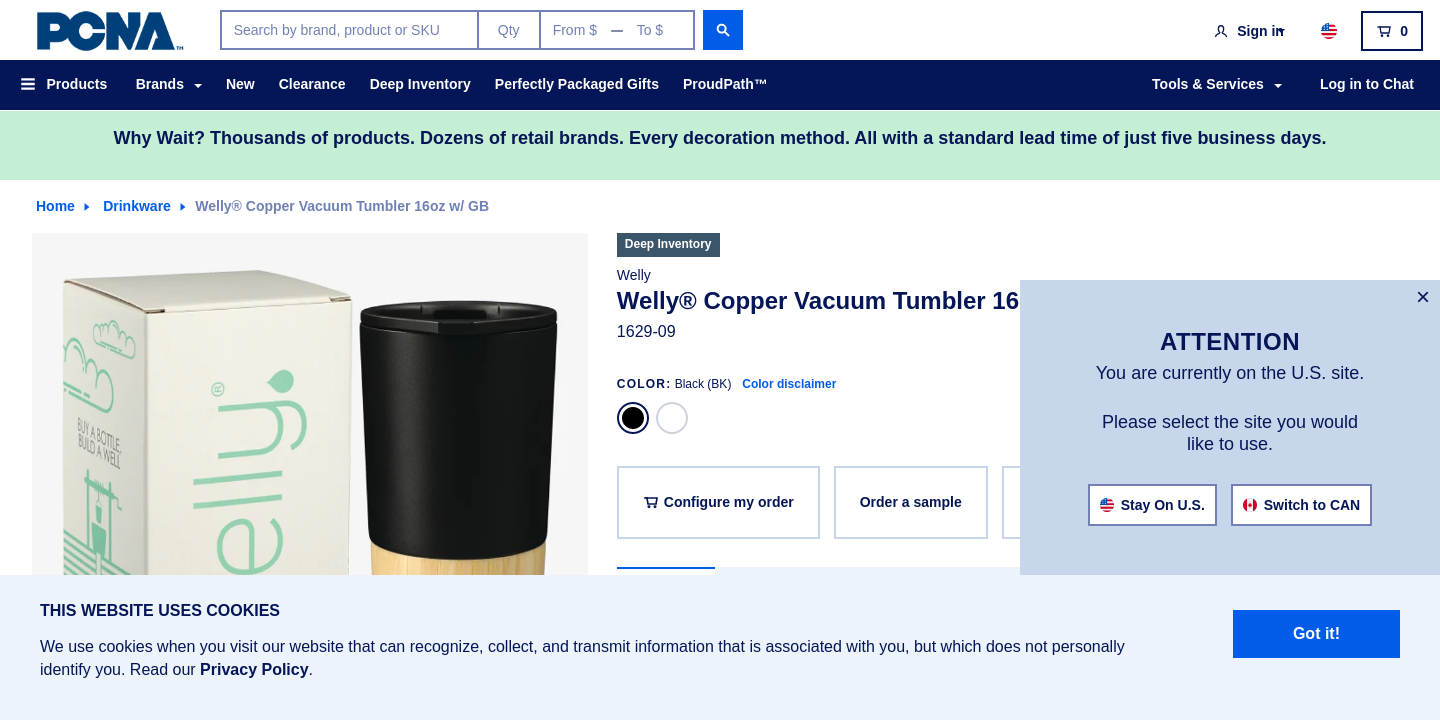 PCNA™
Search by brand, product or SKU
Qty
From $ — To $
Sign in
0
Products
Brands
New
Clearance
Deep Inventory
Perfectly Packaged Gifts
ProudPath™
Tools & Services
Log in to Chat
Why Wait? Thousands of products. Dozens of retail brands. Every decoration method. All with a standard lead time of just five business days.
Home
Drinkware
Welly® Copper Vacuum Tumbler 16oz w/ GB
BUY A BOTTLE,
BUILD A WELL
elly®
Deep Inventory
Welly
Welly® Copper Vacuum Tumbler 16
1629-09
COLOR: Black (BK) Color disclaimer
Configure my order
Order a sample
×
ATTENTION
You are currently on the U.S. site.
Please select the site you would
like to use.
Stay On U.S.
Switch to CAN
THIS WEBSITE USES COOKIES
We use cookies when you visit our website that can recognize, collect, and transmit information that is associated with you, but which does not personally
identify you. Read our Privacy Policy.
Got it!